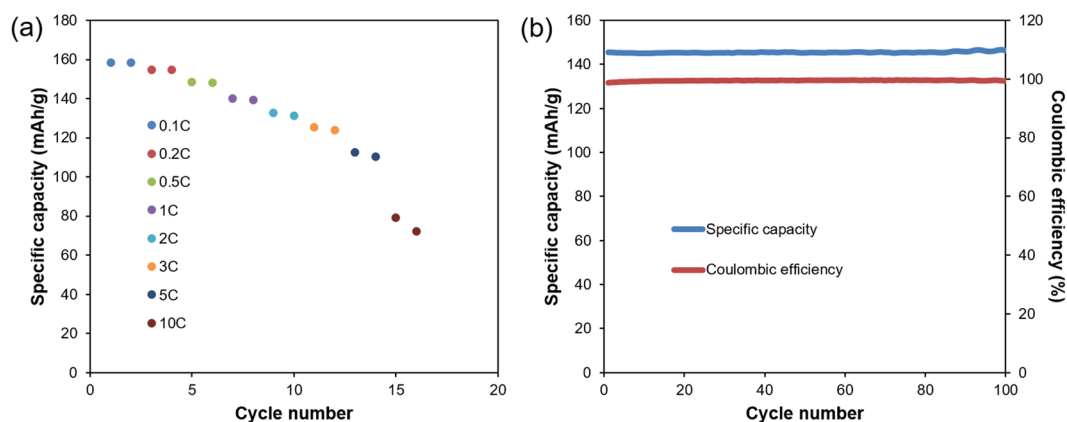 (a)
Specific capacity (mAh/g)
180
160
140
120
100
80
60
40
20
0
0.1C
0.2C
0.5C
1C
2C
3C
5C
10C
0 5 10 15 20
Cycle number
(b)
Specific capacity (mAh/g)
160
140
120
100
80
60
40
20
0
Specific capacity
Coulombic efficiency
120
100
80
60
40
20
0
Coulombic efficiency (%)
0 20 40 60 80 100
Cycle number